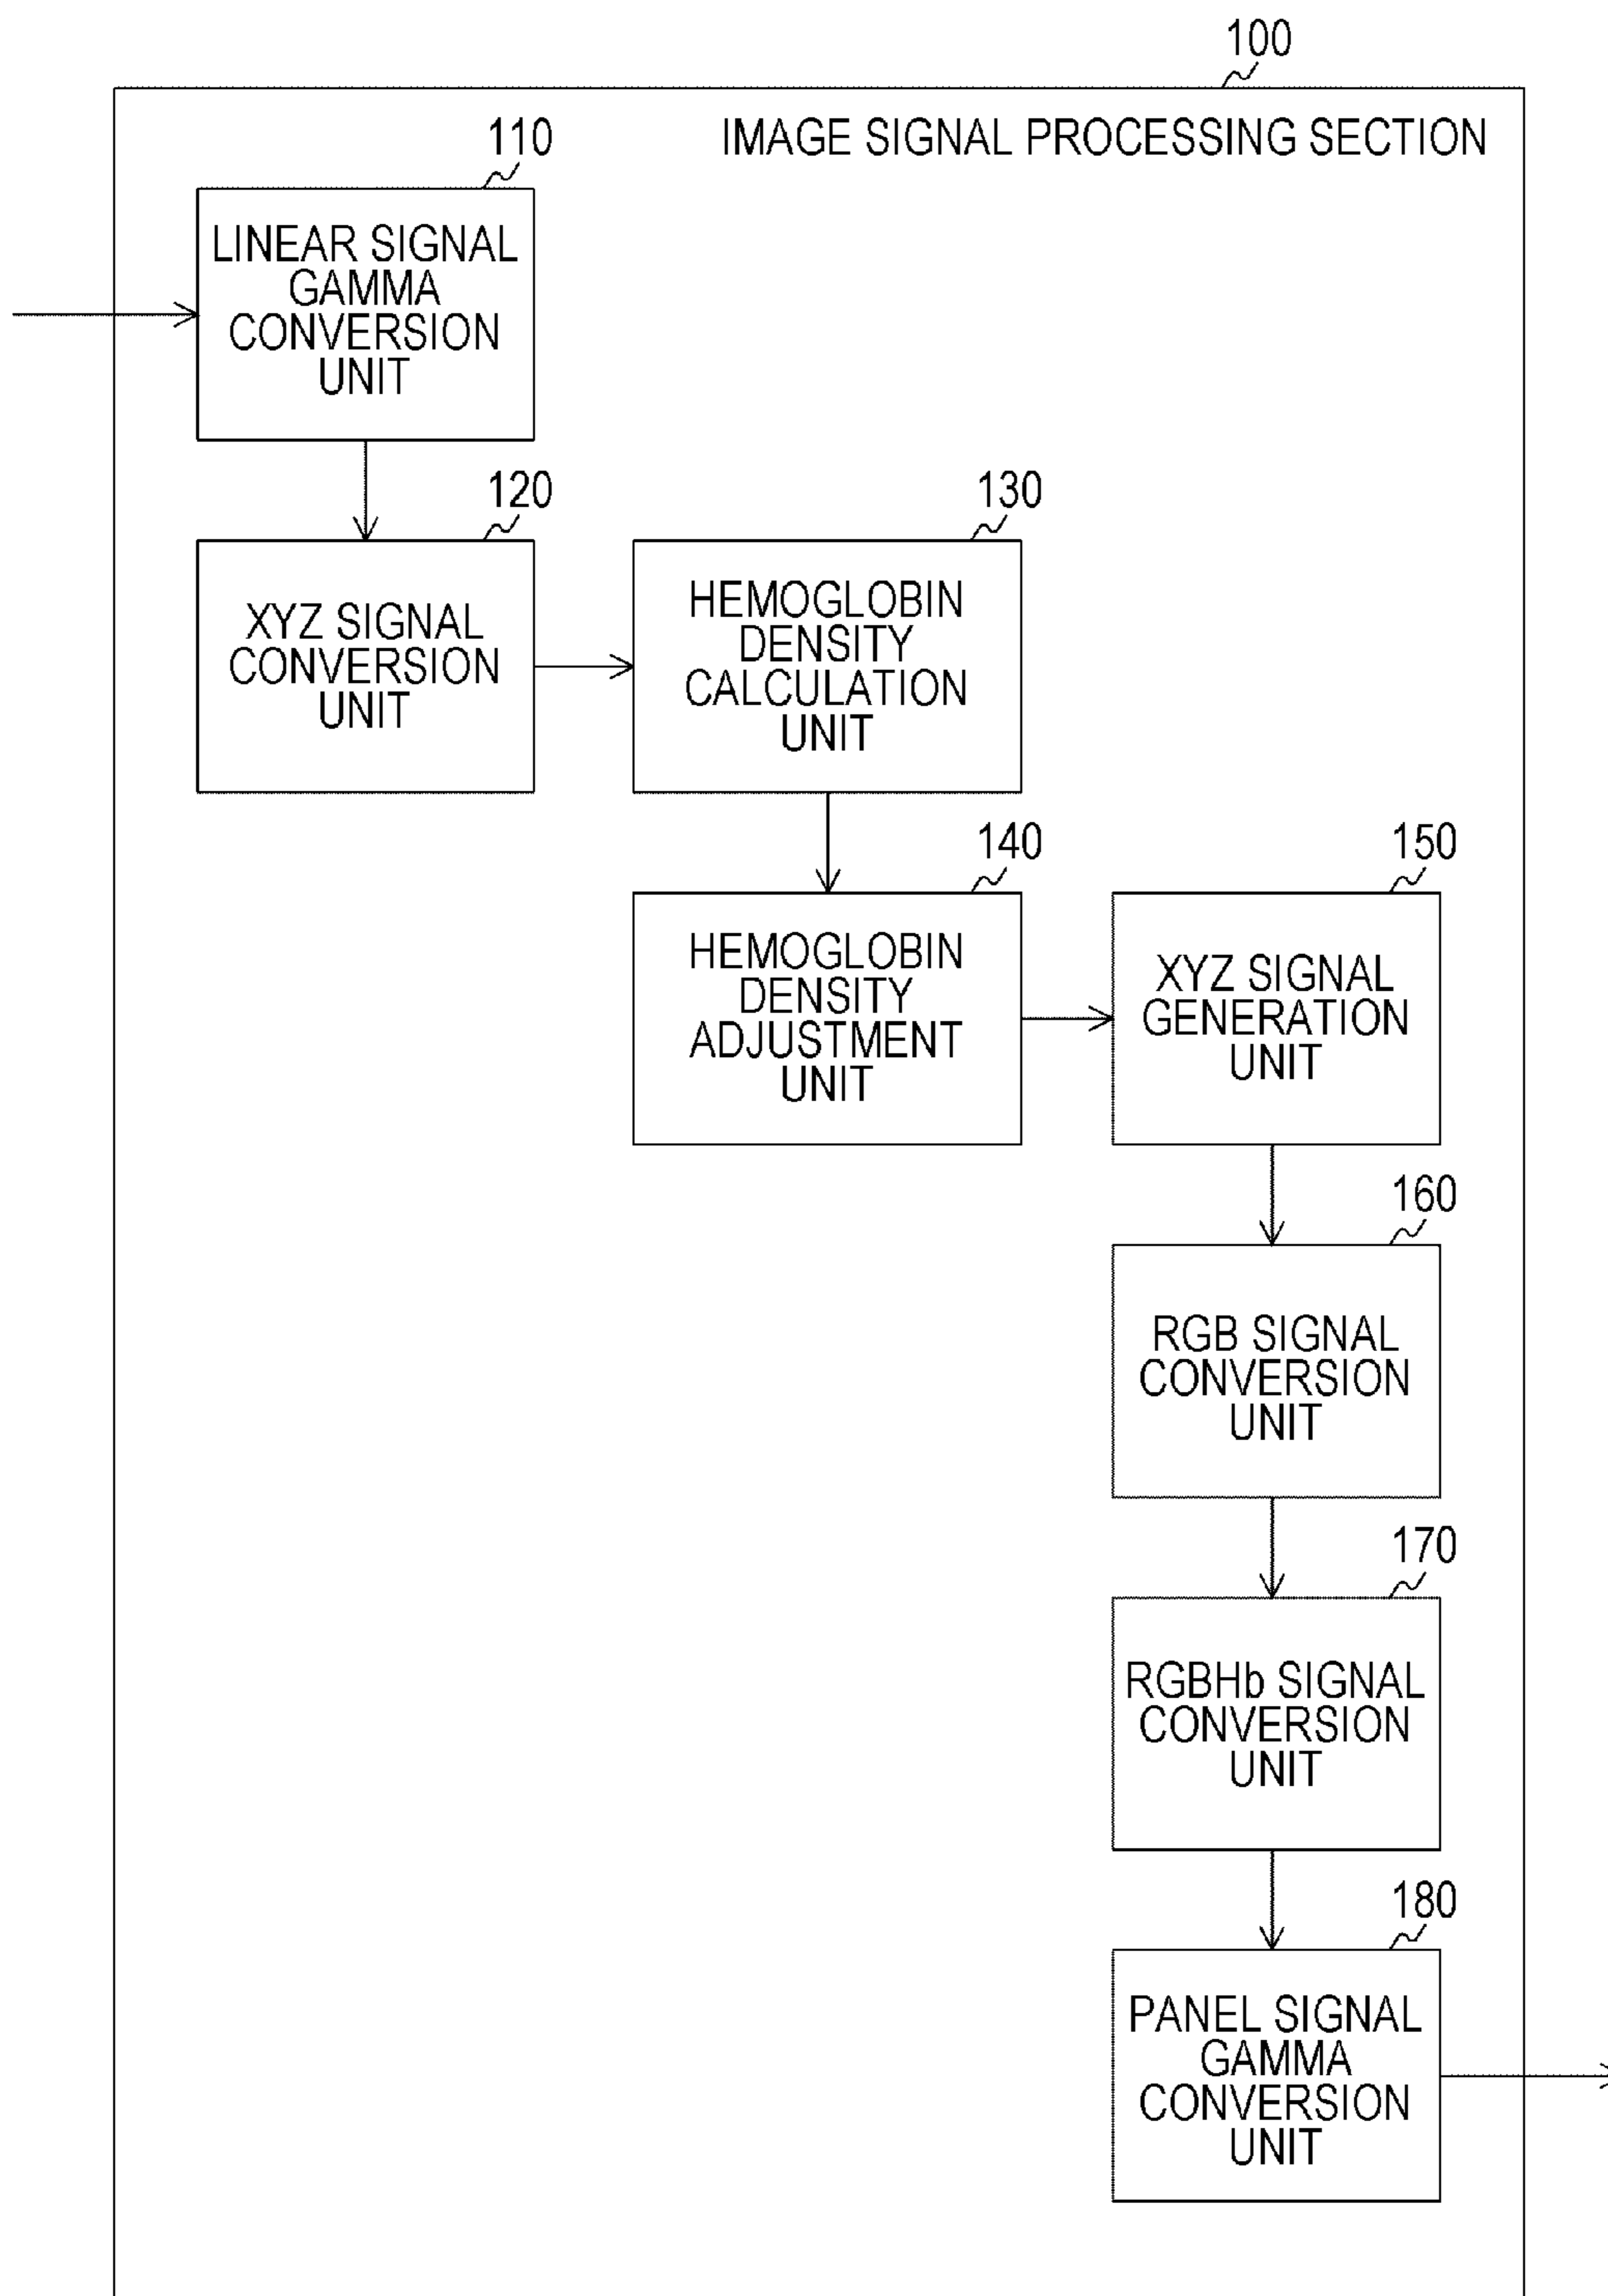 100
IMAGE SIGNAL PROCESSING SECTION
110
LINEAR SIGNAL
GAMMA
CONVERSION
UNIT
120
XYZ SIGNAL
CONVERSION
UNIT
130
HEMOGLOBIN
DENSITY
CALCULATION
UNIT
140
HEMOGLOBIN
DENSITY
ADJUSTMENT
UNIT
150
XYZ SIGNAL
GENERATION
UNIT
160
RGB SIGNAL
CONVERSION
UNIT
170
RGBHb SIGNAL
CONVERSION
UNIT
180
PANEL SIGNAL
GAMMA
CONVERSION
UNIT